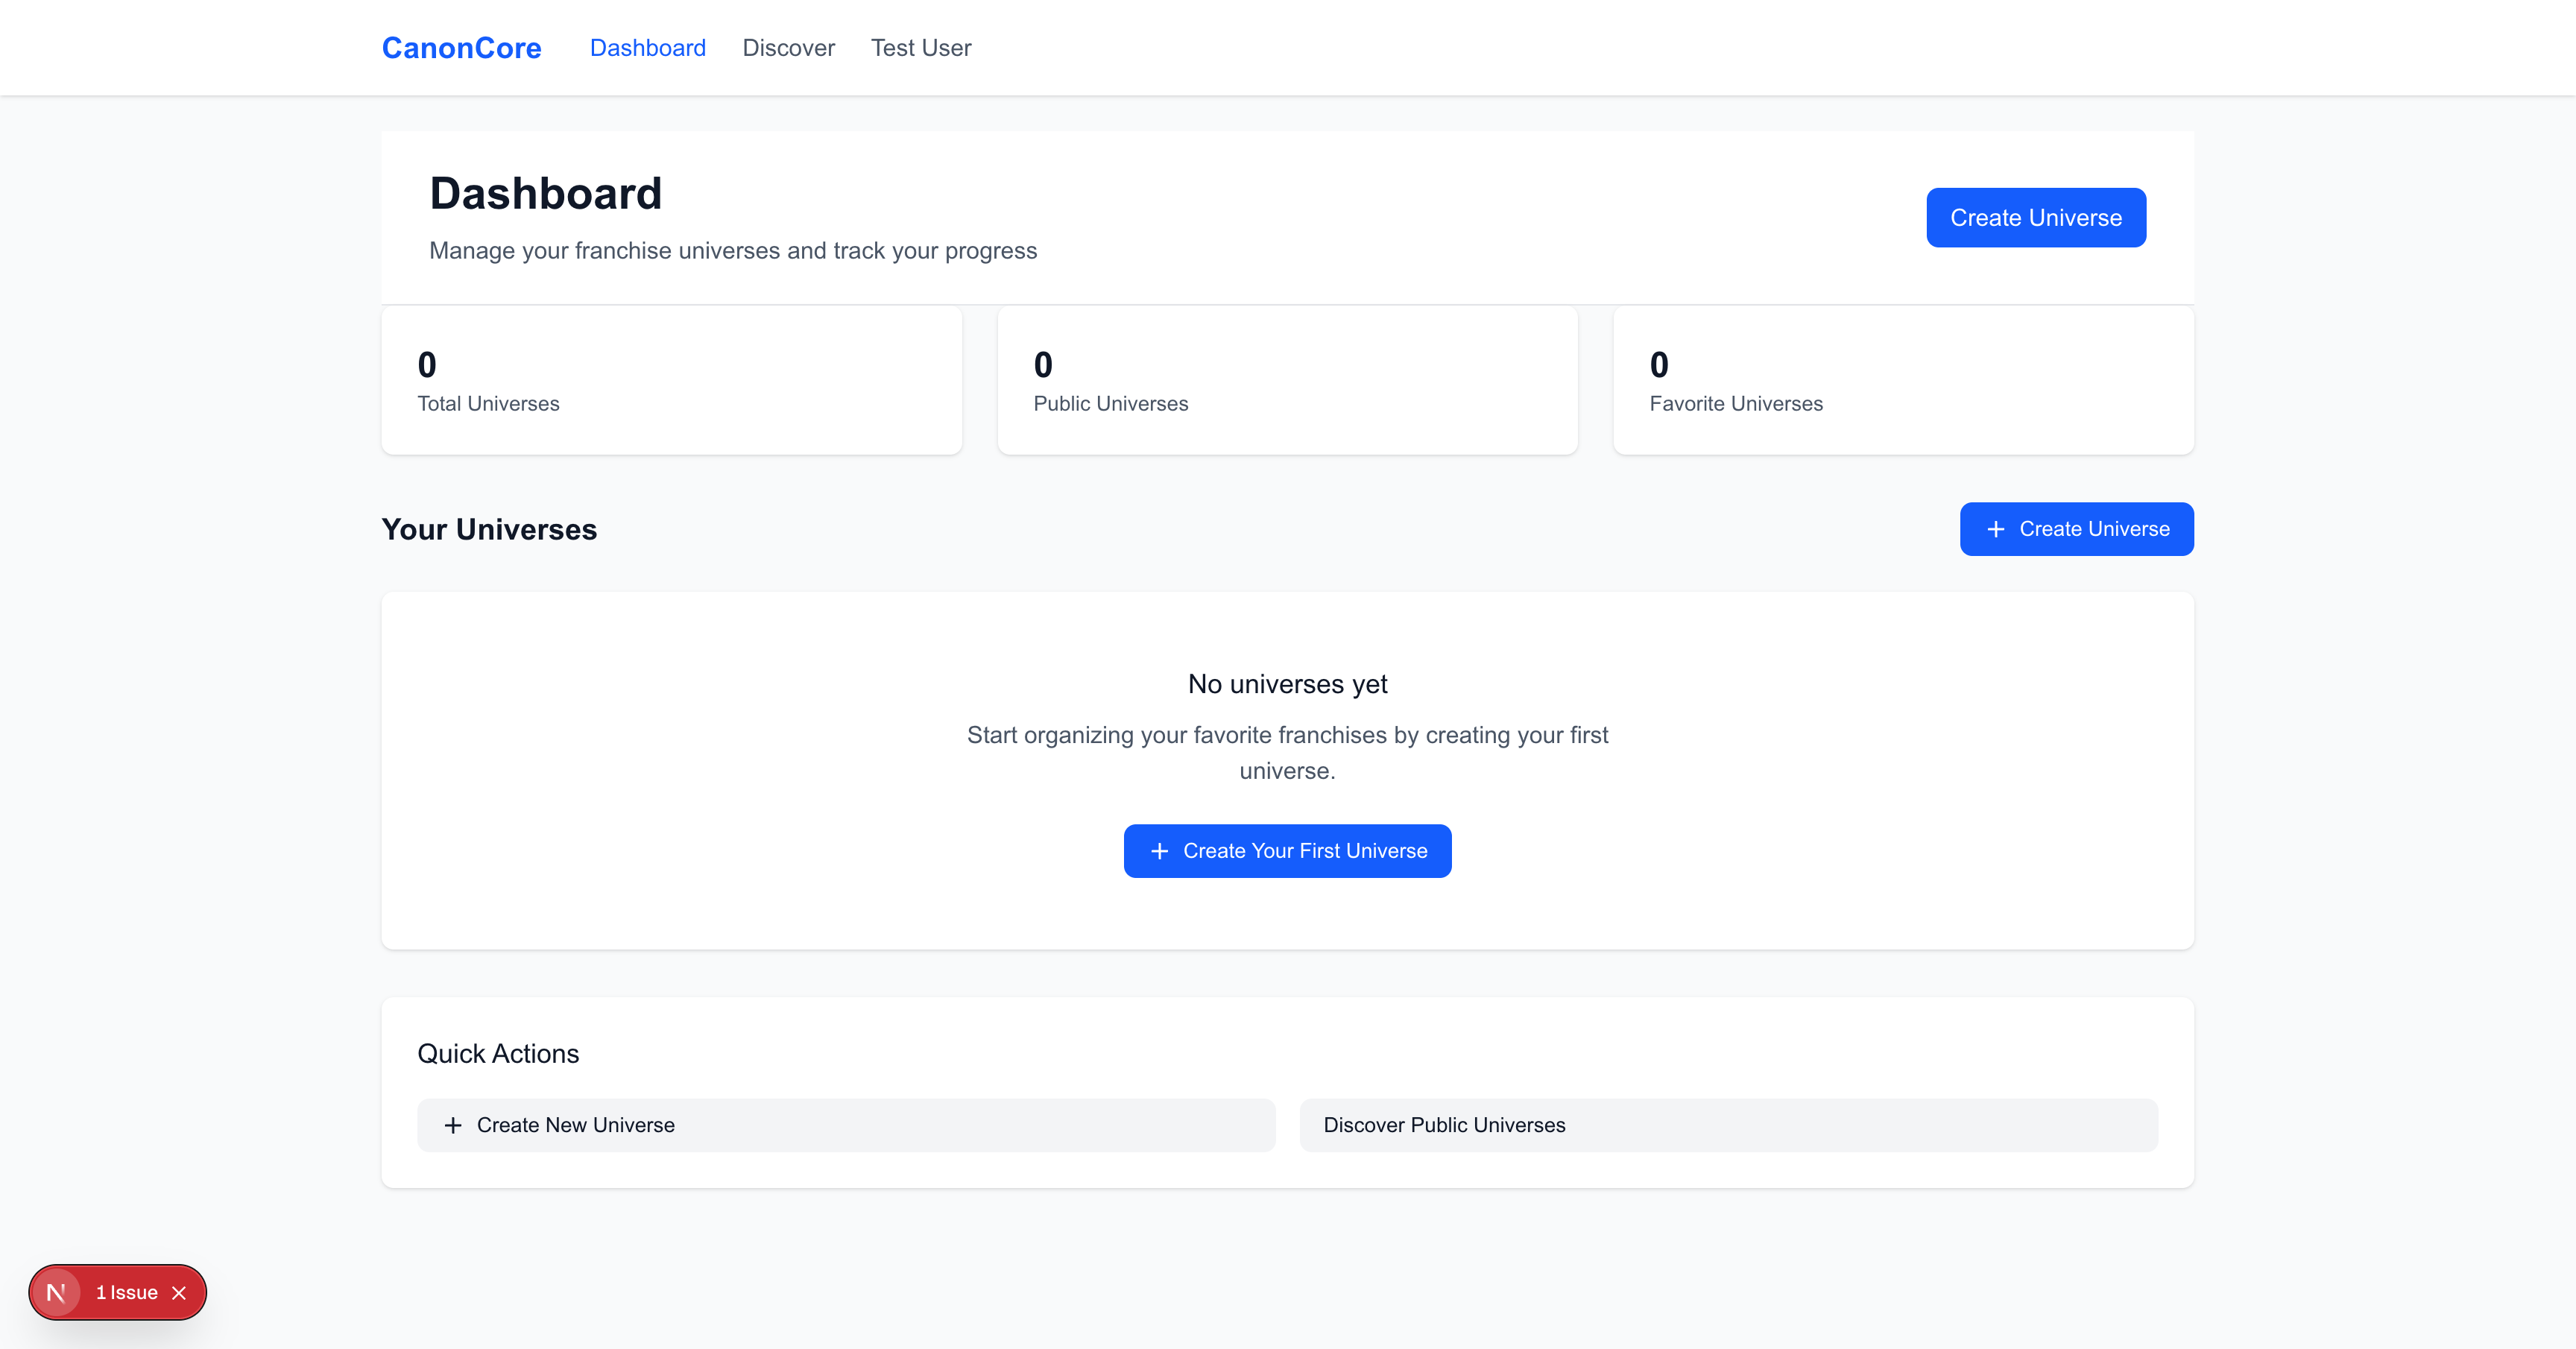 CanonCore Dashboard Discover Test User
Dashboard
Manage your franchise universes and track your progress
Create Universe
0
Total Universes
0
Public Universes
0
Favorite Universes
Your Universes
Create Universe
No universes yet
Start organizing your favorite franchises by creating your first
universe.
Create Your First Universe
Quick Actions
Create New Universe
Discover Public Universes
N 1 Issue